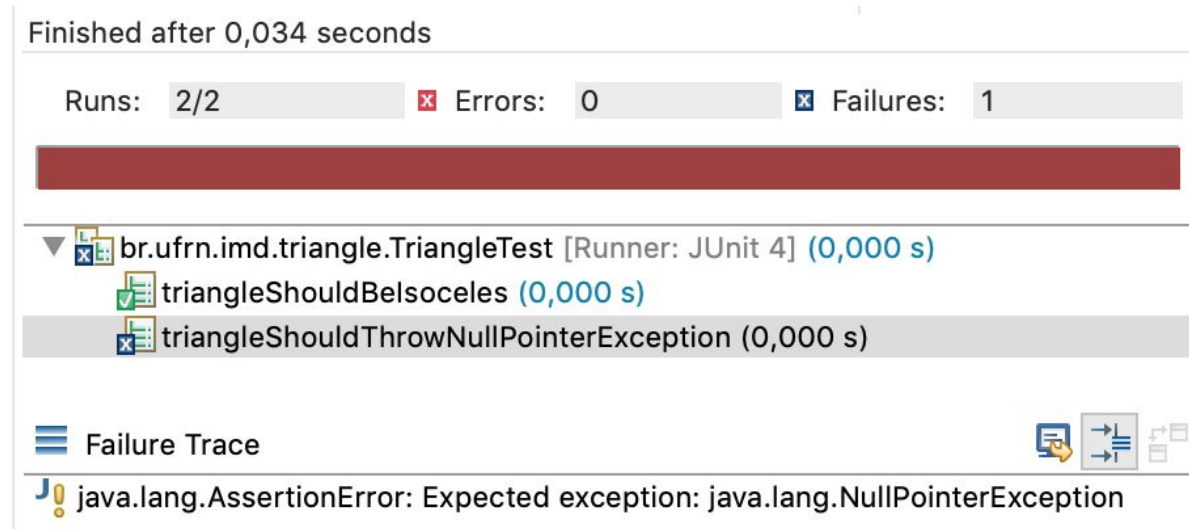 Finished after 0,034 seconds
Runs: 2/2 Errors: 0 Failures: 1
br.ufrn.imd.triangle.TriangleTest [Runner: JUnit 4] (0,000 s)
triangleShouldBeIsoceles (0,000 s)
triangleShouldThrowNullPointerException (0,000 s)
Failure Trace
java.lang.AssertionError: Expected exception: java.lang.NullPointerException